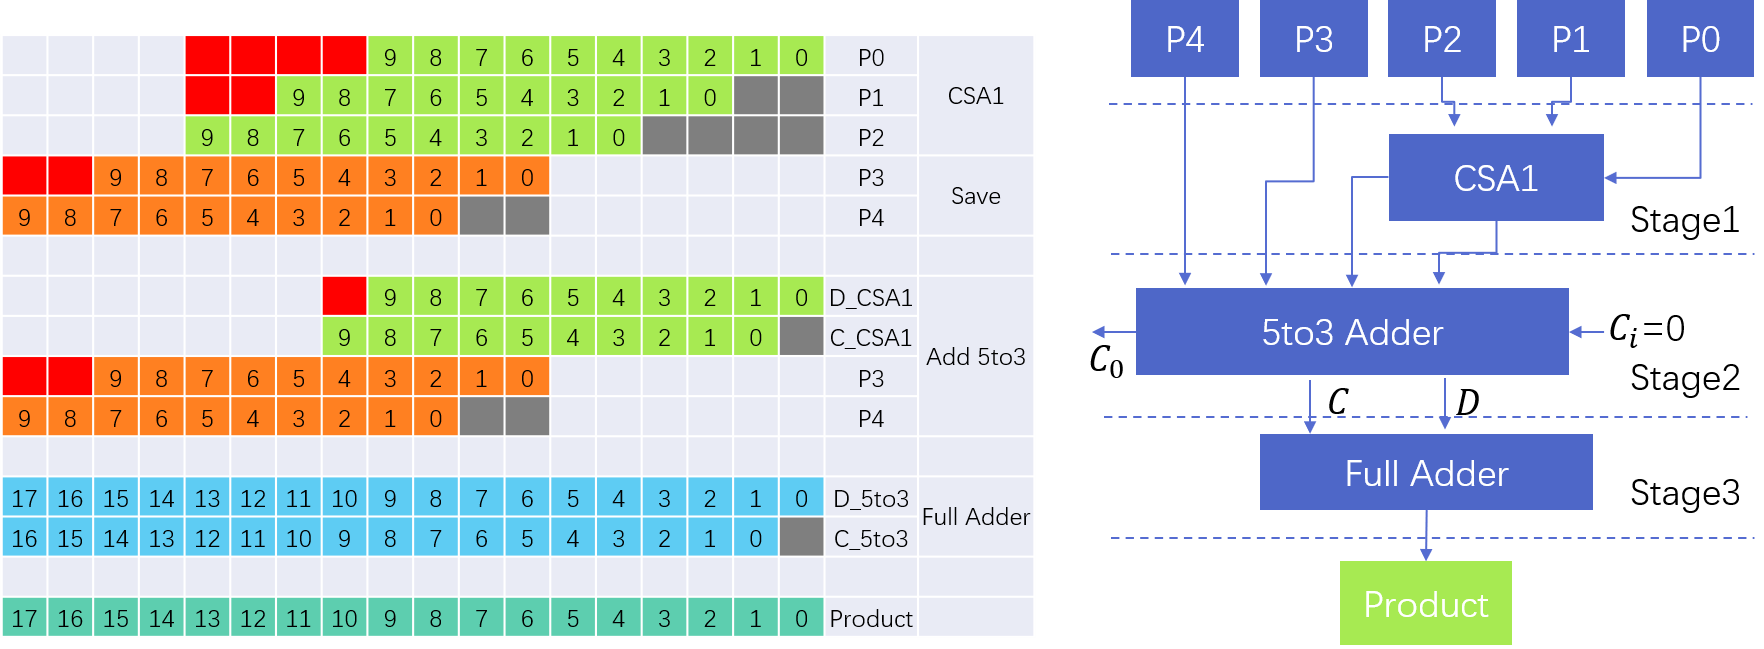 9 8 7 6 5 4 3 2 1 0 P0
9 8 7 6 5 4 3 2 1 0 P1
CSA1
9 8 7 6 5 4 3 2 1 0 P2
9 8 7 6 5 4 3 2 1 0 P3
Save
9 8 7 6 5 4 3 2 1 0 P4
9 8 7 6 5 4 3 2 1 0 D_CSA1
9 8 7 6 5 4 3 2 1 0 C_CSA1
Add 5to3
9 8 7 6 5 4 3 2 1 0 P3
9 8 7 6 5 4 3 2 1 0 P4
17 16 15 14 13 12 11 10 9 8 7 6 5 4 3 2 1 0 D_5to3
Full Adder
16 15 14 13 12 11 10 9 8 7 6 5 4 3 2 1 0 C_5to3
17 16 15 14 13 12 11 10 9 8 7 6 5 4 3 2 1 0 Product
P4 P3 P2 P1 P0
CSA1
Stage1
5to3 Adder
C_i=0
C_0
Stage2
C D
Full Adder
Stage3
Product